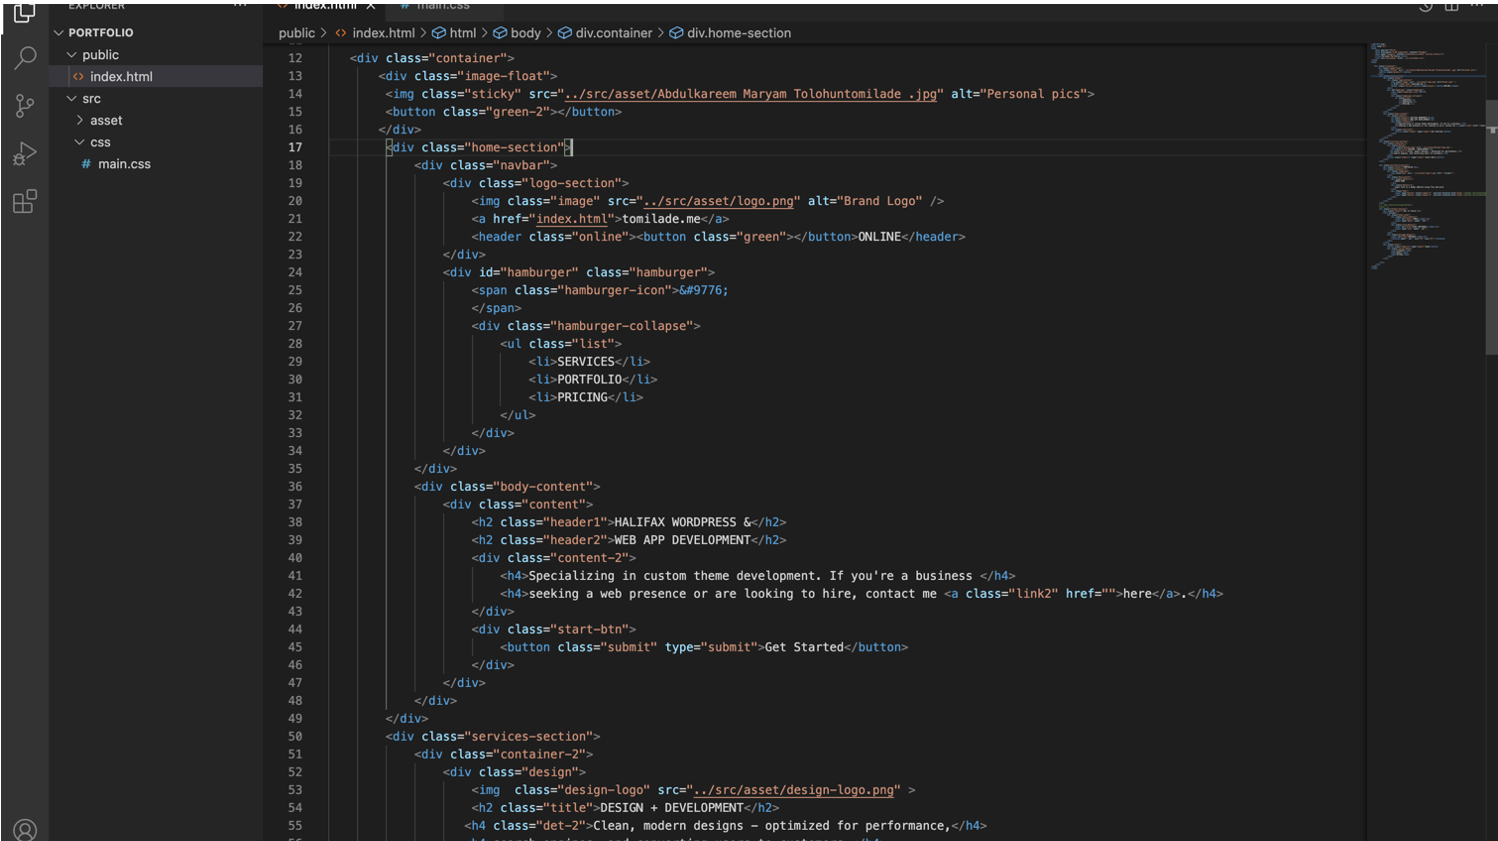 EXPLORER
index.html
main.css
PORTFOLIO
public > index.html > html > body > div.container > div.home-section
public
index.html
src
asset
css
main.css
12 <div class="container">
13 <div class="image-float">
14 <img class="sticky" src="../src/asset/Abdulkareem Maryam Tolohuntomilade .jpg" alt="Personal pics">
15 <button class="green-2"></button>
16 </div>
17 <div class="home-section">
18 <div class="navbar">
19 <div class="logo-section">
20 <img class="image" src="../src/asset/logo.png" alt="Brand Logo" />
21 <a href="index.html">tomilade.me</a>
22 <header class="online"><button class="green"></button>ONLINE</header>
23 </div>
24 <div id="hamburger" class="hamburger">
25 <span class="hamburger-icon">&#9776;
26 </span>
27 <div class="hamburger-collapse">
28 <ul class="list">
29 <li>SERVICES</li>
30 <li>PORTFOLIO</li>
31 <li>PRICING</li>
32 </ul>
33 </div>
34 </div>
35 </div>
36 <div class="body-content">
37 <div class="content">
38 <h2 class="header1">HALIFAX WORDPRESS &</h2>
39 <h2 class="header2">WEB APP DEVELOPMENT</h2>
40 <div class="content-2">
41 <h4>Specializing in custom theme development. If you're a business </h4>
42 <h4>seeking a web presence or are looking to hire, contact me <a class="link2" href="">here</a>.</h4>
43 </div>
44 <div class="start-btn">
45 <button class="submit" type="submit">Get Started</button>
46 </div>
47 </div>
48 </div>
49 </div>
50 <div class="services-section">
51 <div class="container-2">
52 <div class="design">
53 <img  class="design-logo" src="../src/asset/design-logo.png" >
54 <h2 class="title">DESIGN + DEVELOPMENT</h2>
55 <h4 class="det-2">Clean, modern designs - optimized for performance,</h4>